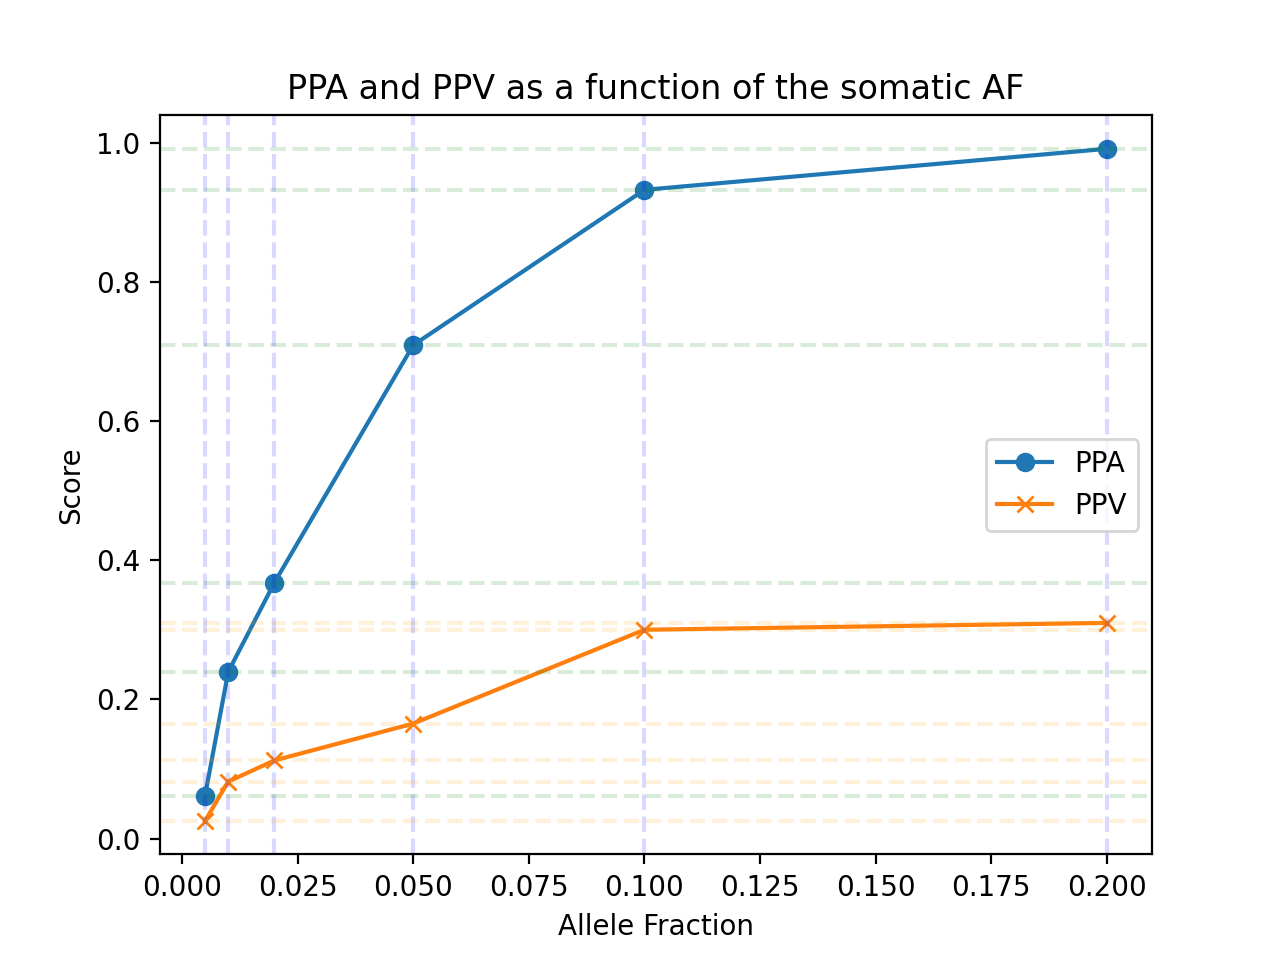 PPA and PPV as a function of the somatic AF
1.0
0.8
0.6
0.4
0.2
0.0
Score
PPA
PPV
0.000 0.025 0.050 0.075 0.100 0.125 0.150 0.175 0.200
Allele Fraction